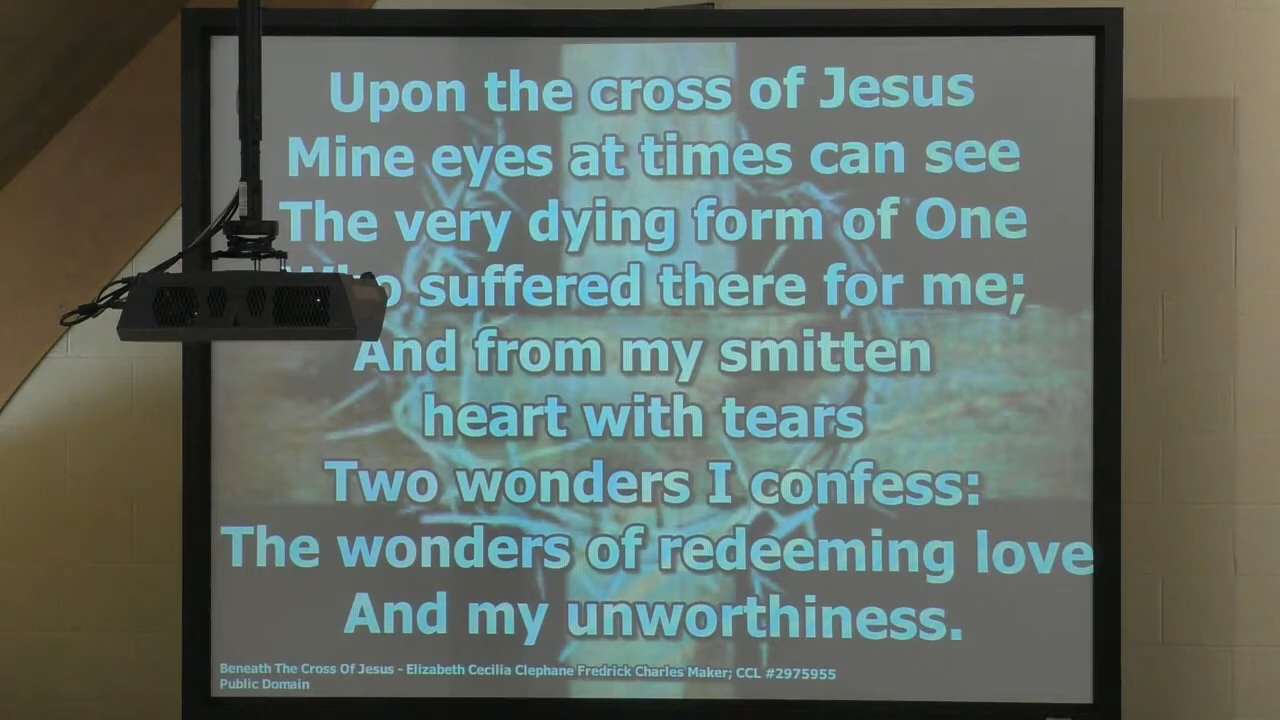 Upon the cross of Jesus
Mine eyes at times can see
The very dying form of One
Who suffered there for me;
And from my smitten
heart with tears
Two wonders I confess:
The wonders of redeeming love
And my unworthiness.
Beneath The Cross Of Jesus - Elizabeth Cecilia Clephane Fredrick Charles Maker; CCL #2975955
Public Domain